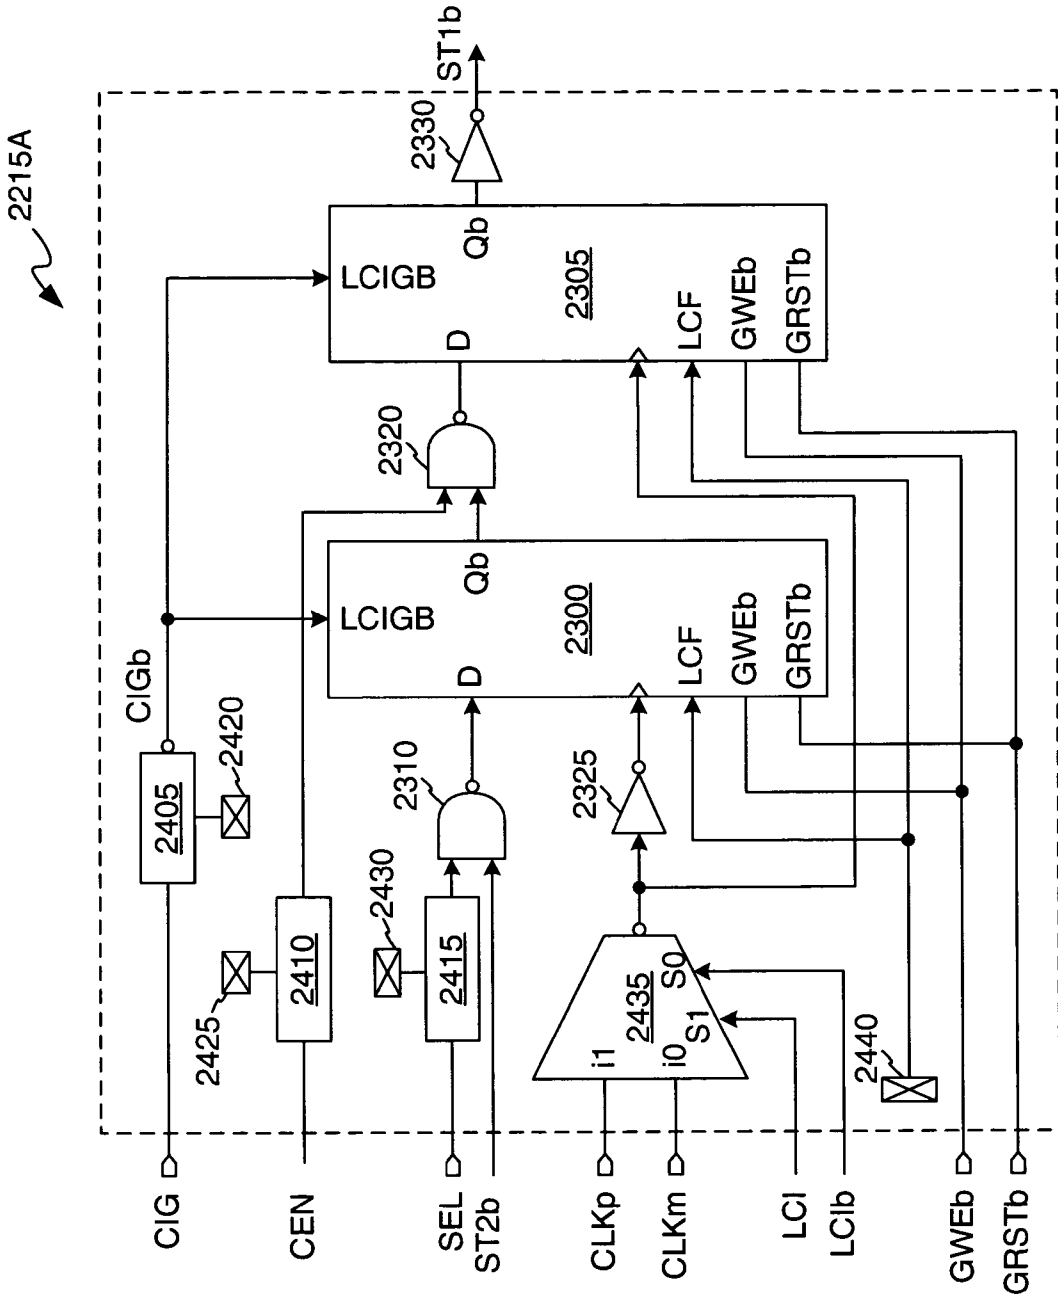 2215A
ST1b
2330
Qb
LCIGB
D
2305
LCF
GWEb
GRSTb
2320
Qb
LCIGB
D
2300
LCF
GWEb
GRSTb
CIGb
2420
2405
2310
2325
2430
2425
2410
2415
2435
S0
S1
i1
i0
2440
CIG
CEN
SEL
ST2b
CLKp
CLKm
LCI
LCIb
GWEb
GRSTb